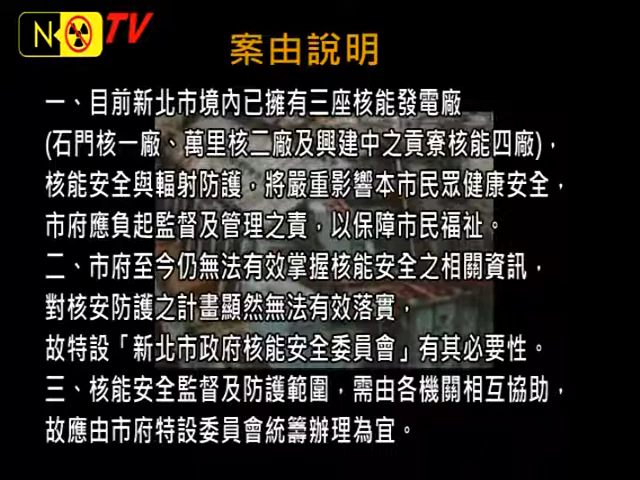 NO TV
案由說明
一、目前新北市境內已擁有三座核能發電廠
(石門核一廠、萬里核二廠及興建中之貢寮核能四廠)，
核能安全與輻射防護，將嚴重影響本市民眾健康安全，
市府應負起監督及管理之責，以保障市民福祉。
二、市府至今仍無法有效掌握核能安全之相關資訊，
對核安防護之計畫顯然無法有效落實，
故特設「新北市政府核能安全委員會」有其必要性。
三、核能安全監督及防護範圍，需由各機關相互協助，
故應由市府特設委員會統籌辦理為宜。